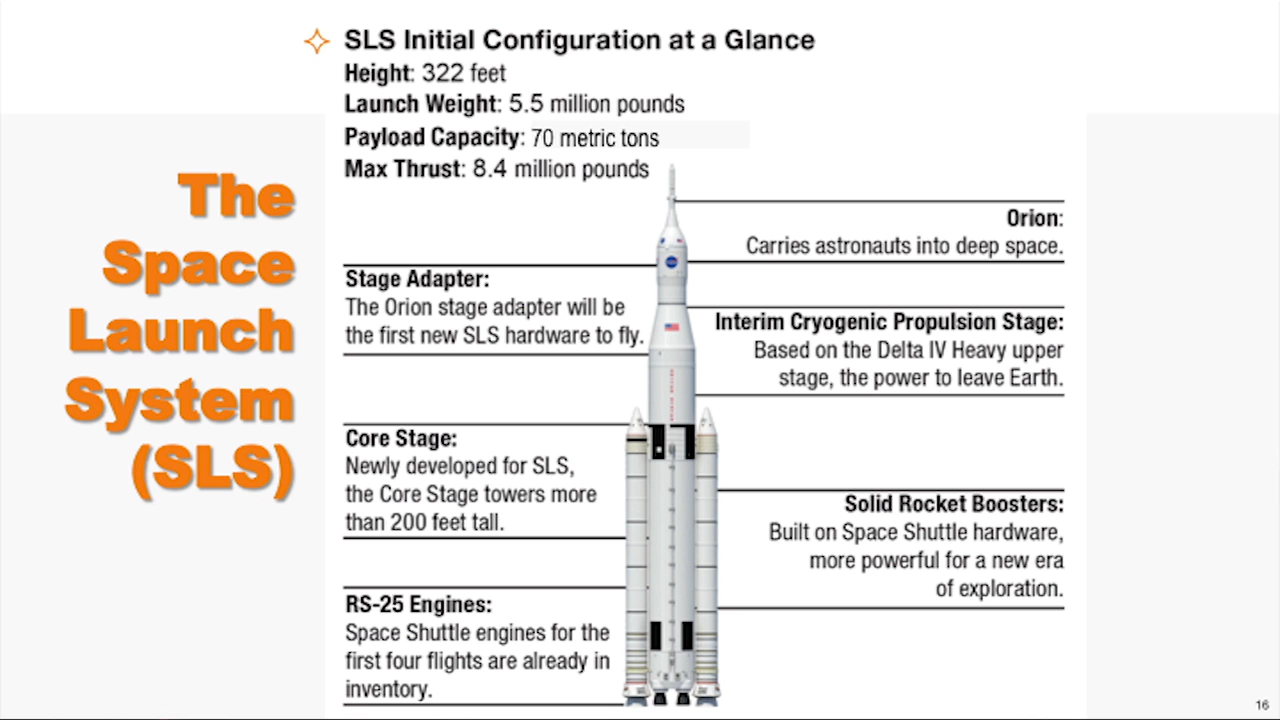 The
Space
Launch
System
(SLS)
SLS Initial Configuration at a Glance
Height: 322 feet
Launch Weight: 5.5 million pounds
Payload Capacity: 70 metric tons
Max Thrust: 8.4 million pounds
Orion:
Carries astronauts into deep space.
Stage Adapter:
The Orion stage adapter will be
the first new SLS hardware to fly.
Interim Cryogenic Propulsion Stage:
Based on the Delta IV Heavy upper
stage, the power to leave Earth.
Core Stage:
Newly developed for SLS,
the Core Stage towers more
than 200 feet tall.
Solid Rocket Boosters:
Built on Space Shuttle hardware,
more powerful for a new era
of exploration.
RS-25 Engines:
Space Shuttle engines for the
first four flights are already in
inventory.
16